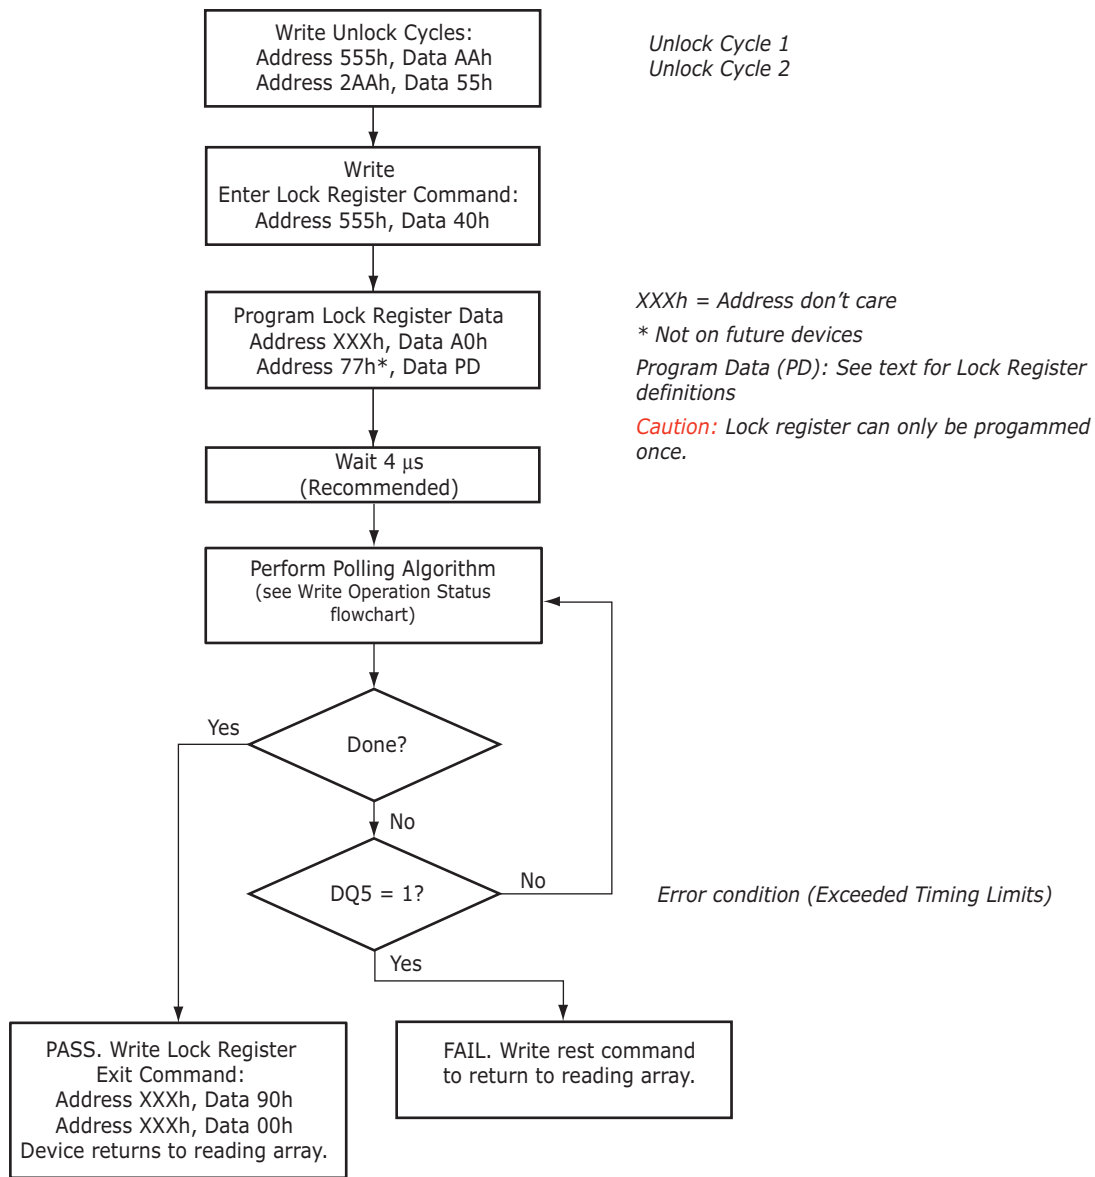 Write Unlock Cycles:
Address 555h, Data AAh
Address 2AAh, Data 55h
Unlock Cycle 1
Unlock Cycle 2
Write
Enter Lock Register Command:
Address 555h, Data 40h
Program Lock Register Data
Address XXXh, Data A0h
Address 77h*, Data PD
XXXh = Address don't care
* Not on future devices
Program Data (PD): See text for Lock Register
definitions
Caution: Lock register can only be progammed
once.
Wait 4 μs
(Recommended)
Perform Polling Algorithm
(see Write Operation Status
flowchart)
Yes
Done?
No
DQ5 = 1?
No
Error condition (Exceeded Timing Limits)
Yes
PASS. Write Lock Register
Exit Command:
Address XXXh, Data 90h
Address XXXh, Data 00h
Device returns to reading array.
FAIL. Write rest command
to return to reading array.